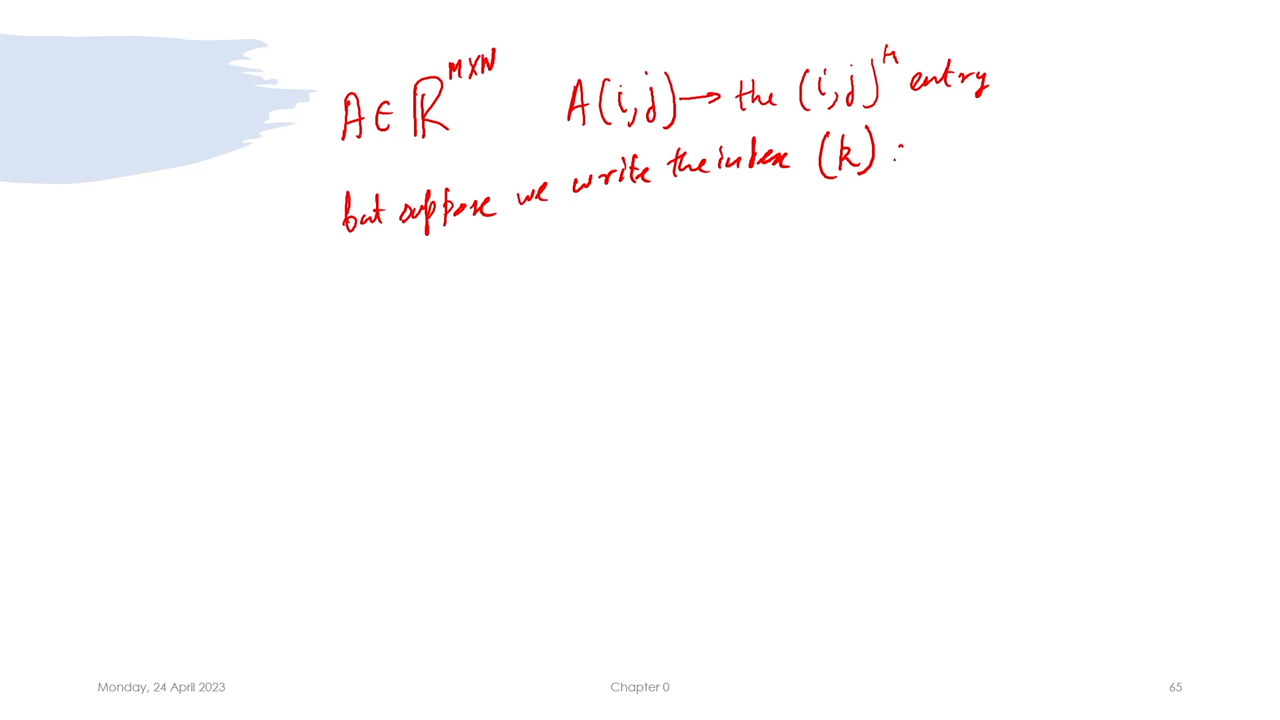 A ∈ ℝ^{M×N} A(i,j) → the (i,j)^{th} entry
but suppose we write the index (k) :
Monday, 24 April 2023 Chapter 0 65